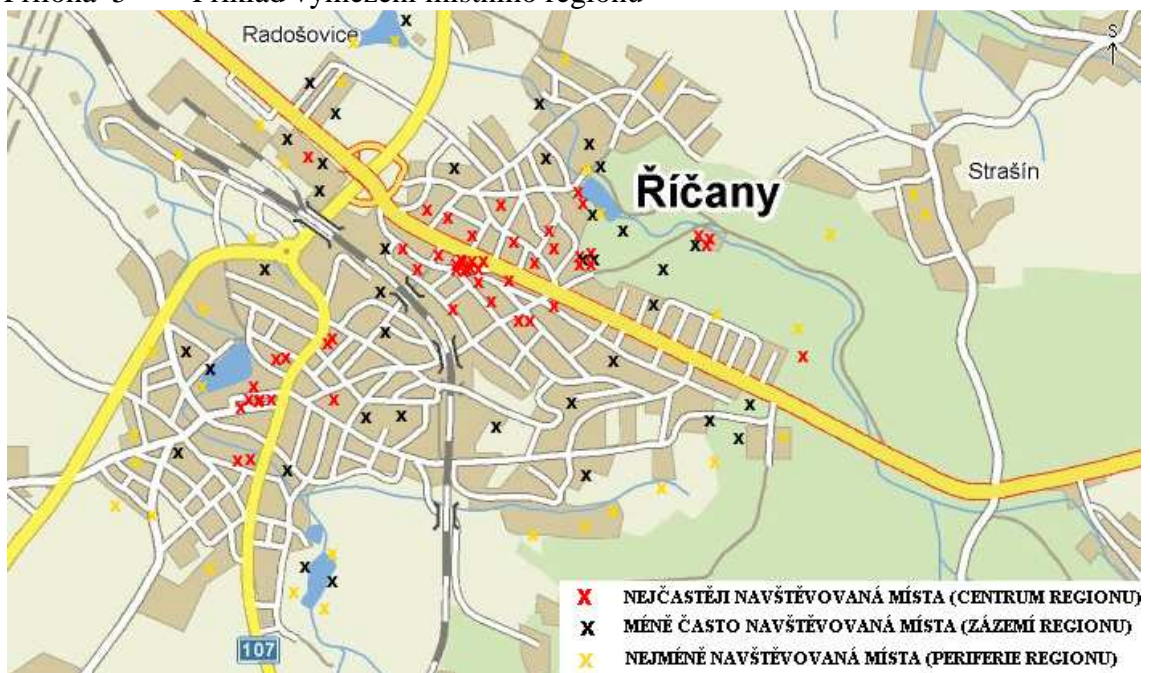 Příloha 3 Příklad vymezení místního regionu
Radošovice
S
Strašín
Říčany
X NEJČASTĚJI NAVŠTĚVOVANÁ MÍSTA (CENTRUM REGIONU)
X MÉNĚ ČASTO NAVŠTĚVOVANÁ MÍSTA (ZÁZEMÍ REGIONU)
X NEJMÉNĚ NAVŠTĚVOVANÁ MÍSTA (PERIFERIE REGIONU)
107